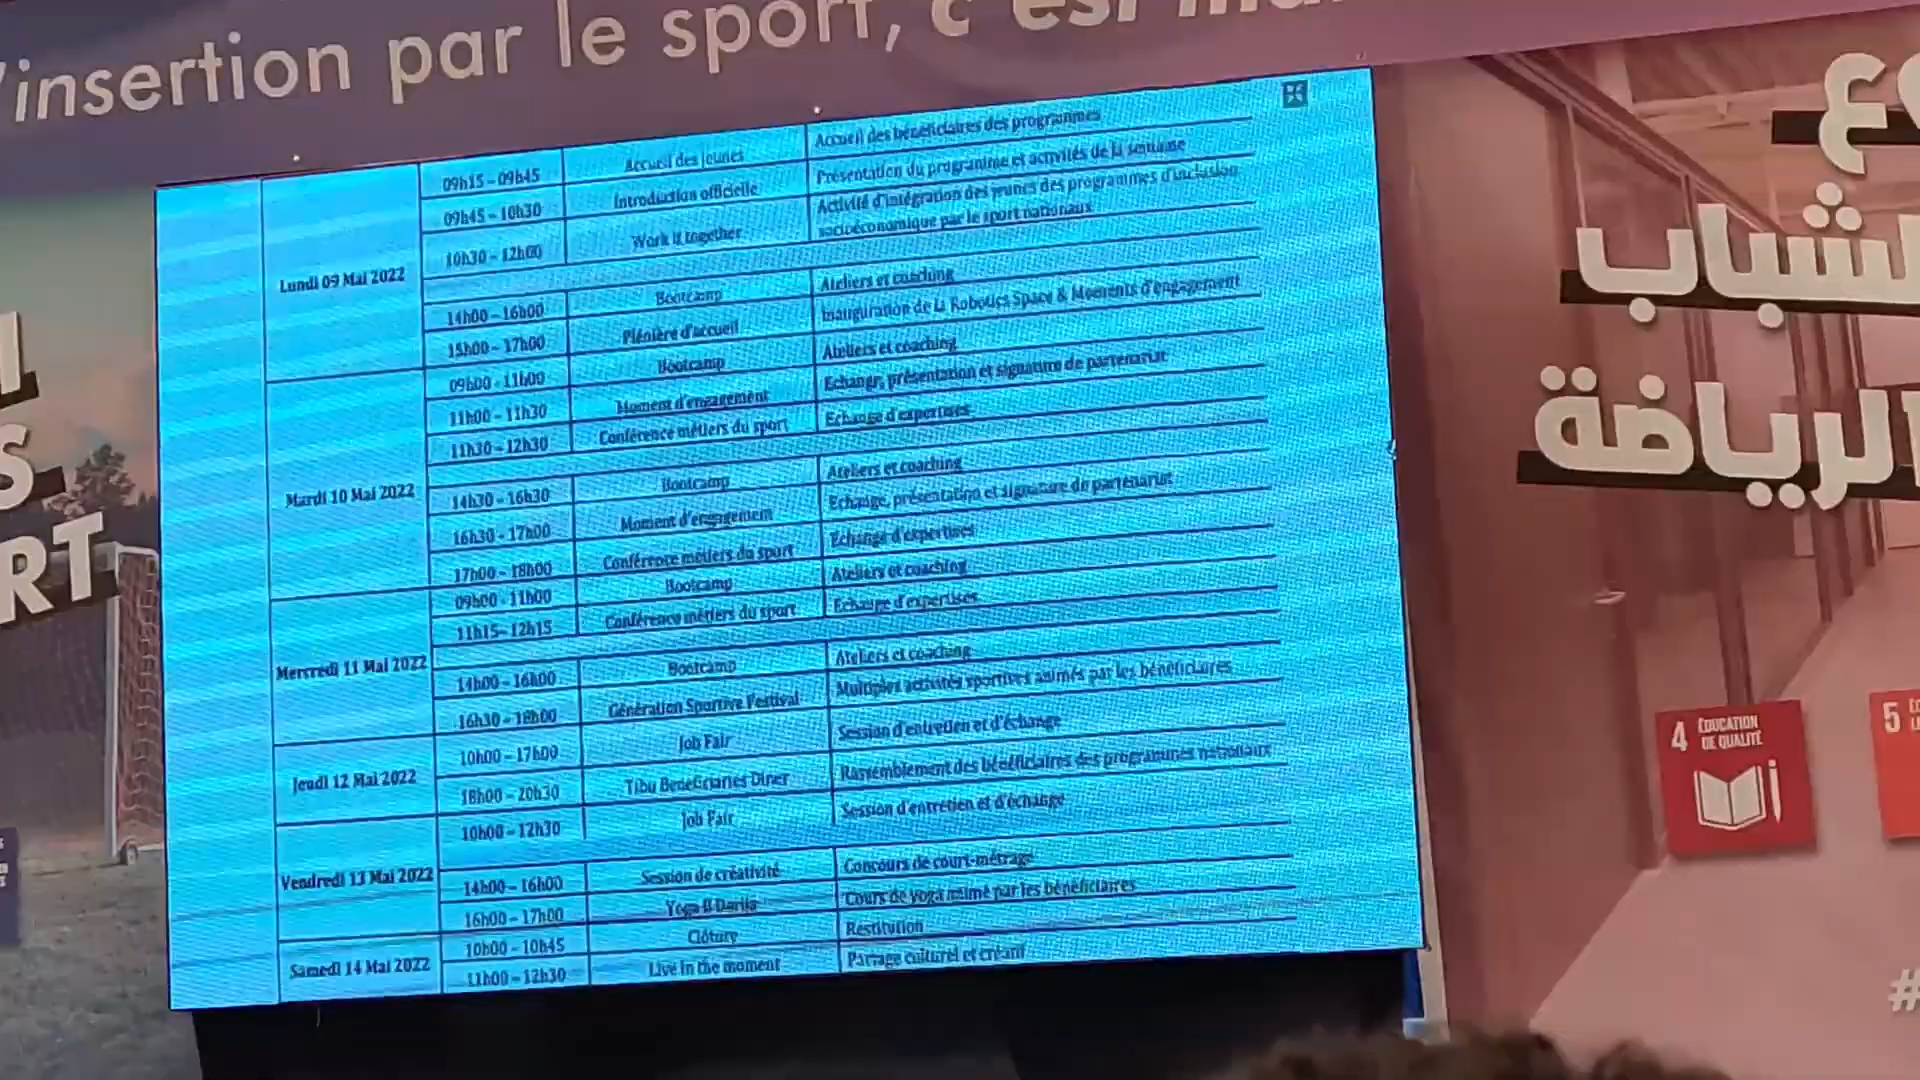 l'insertion par le sport, c'est
Lundi 09 Mai 2022
09h15 – 09h45 Accueil des jeunes Accueil des bénéficiaires des programmes
09h45 – 10h30 Introduction officielle Présentation du programme et activités de la semaine
10h30 – 12h00 Work it together Activité d'intégration des jeunes des programmes d'inclusion
socioéconomique par le sport nationaux
14h00 – 16h00 Bootcamp Ateliers et coaching
15h00 – 17h00 Plénière d'accueil Inauguration de la Robotics Space & Moments d'engagement
Mardi 10 Mai 2022
09h00 - 11h00 Bootcamp Ateliers et coaching
11h00 – 11h30 Moment d'engagement Echange, présentation et signature de partenariat
11h30 – 12h30 Conférence métiers du sport Echange d'expertises
14h30 – 16h30 Bootcamp Ateliers et coaching
16h30 – 17h00 Moment d'engagement Echange, présentation et signature de partenariat
17h00 – 18h00 Conférence métiers du sport Echange d'expertises
Mercredi 11 Mai 2022
09h00 - 11h00 Bootcamp Ateliers et coaching
11h15– 12h15 Conférence métiers du sport Echange d'expertises
14h00 – 16h00 Bootcamp Ateliers et coaching
16h30 – 18h00 Génération Sportive Festival Multiples activités sportives animés par les bénéficiaires
Jeudi 12 Mai 2022
10h00 – 17h00 Job Fair Session d'entretien et d'échange
18h00 – 20h30 Tibu Beneficiaries Diner Rassemblement des bénéficiaires des programmes nationaux
Vendredi 13 Mai 2022
10h00 – 12h30 Job Fair Session d'entretien et d'échange
14h00 – 16h00 Session de créativité Concours de court-métrage
16h00 – 17h00 Yoga B Darija Cours de yoga animé par les bénéficiaires
Samedi 14 Mai 2022
10h00 – 10h45 Clôture Restitution
11h00 – 12h30 Live in the moment Partage culturel et créatif
الشباب
الرياضة
4 ÉDUCATION
DE QUALITÉ
5
RT
#